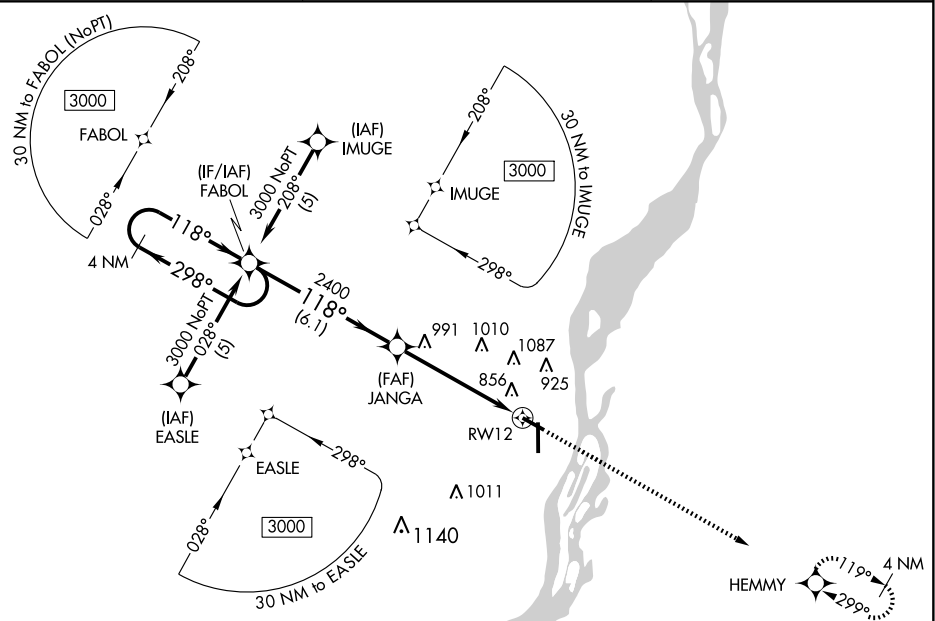 30 NM to FABOL (NoPT)
208°
3000
FABOL
028°
(IAF)
IMUGE
3000 NoPT
208°
(5)
(IF/IAF)
FABOL
208°
30 NM to IMUGE
3000
IMUGE
298°
118°
4 NM
298°
3000 NoPT
028°
(5)
(IAF)
EASLE
2400
118°
(6.1)
(FAF)
JANGA
991
1010
1087
856
925
RW12
298°
EASLE
028°
3000
30 NM to EASLE
1011
1140
HEMMY
119°
4 NM
299°